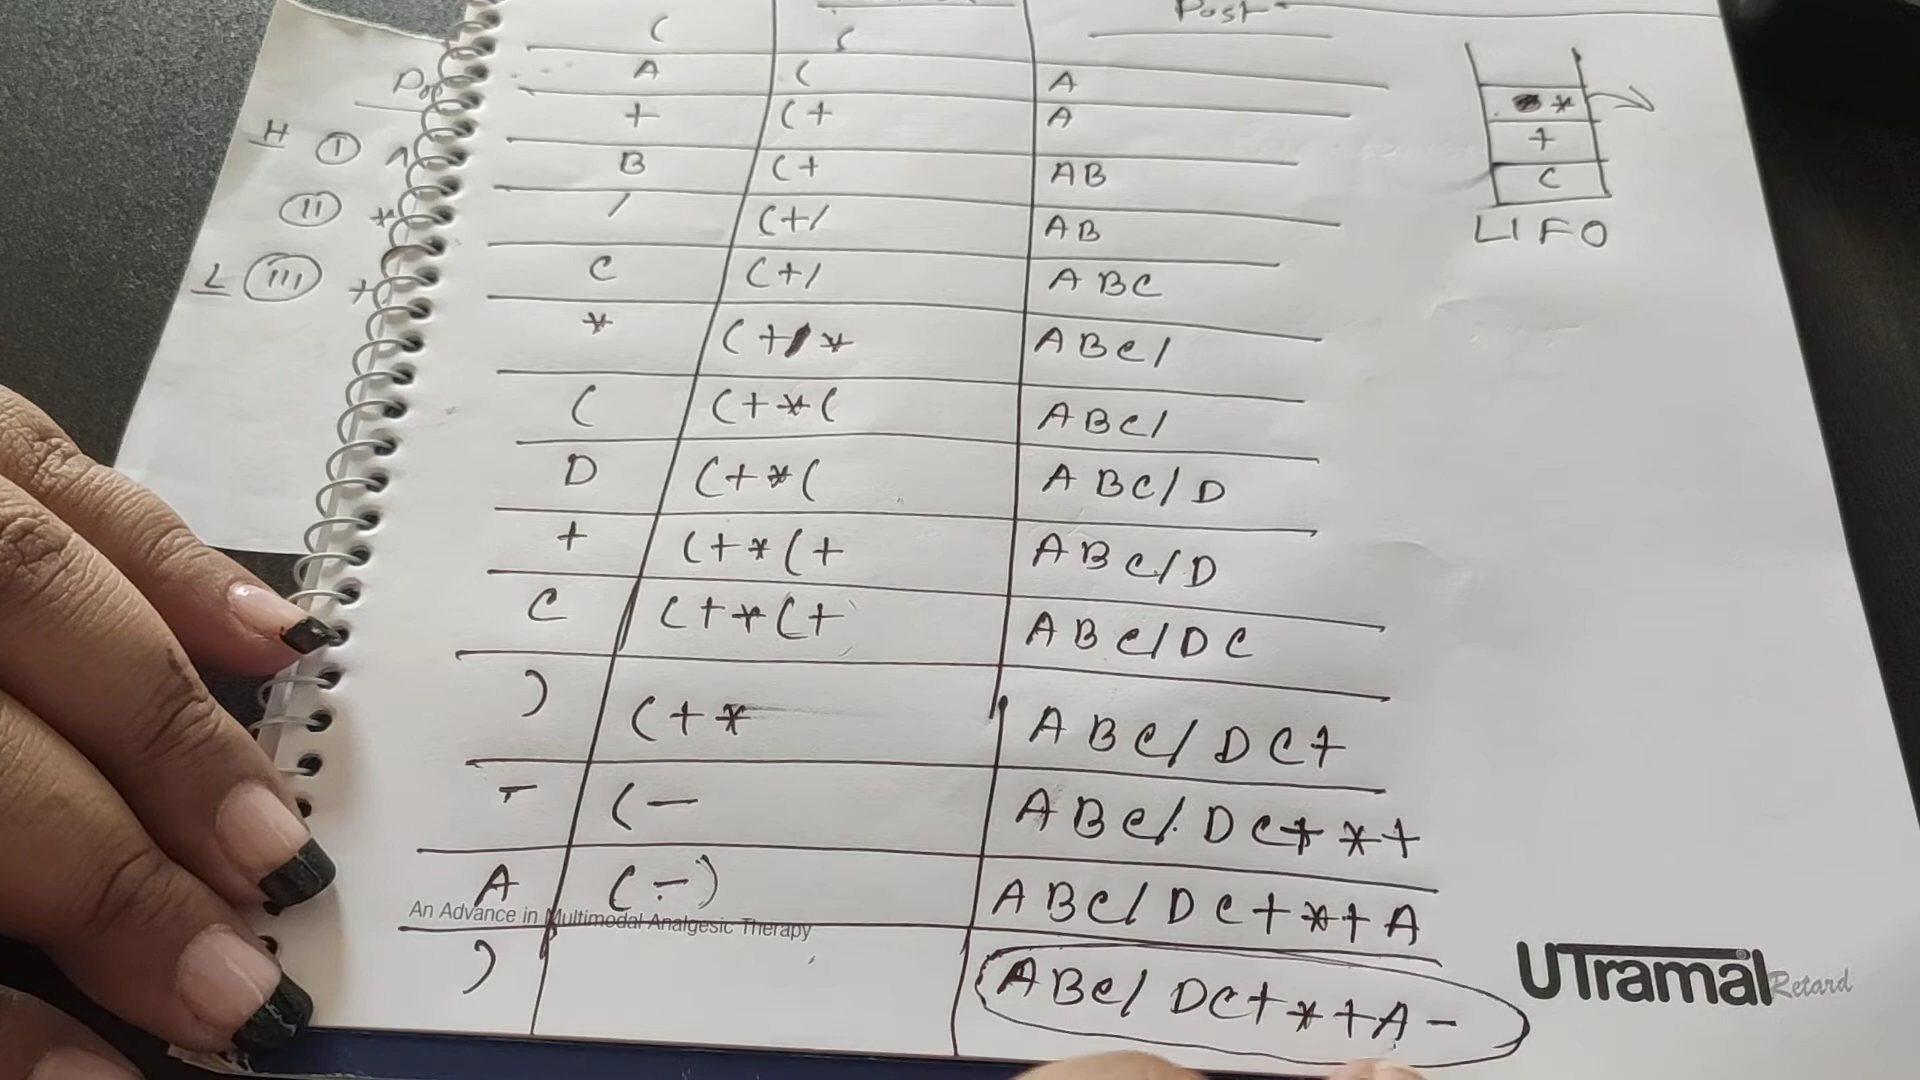 Post
( (
A ( A
+ (+ A
B (+ AB
/ (+/ AB
C (+/ ABC
* (+/* ABC/
( (+*( ABC/
D (+*( ABC/D
+ (+*(+ ABC/D
C (+*(+ ABC/DC
) (+* ABC/DC+
- (- ABC/DC+*+
A (-) ABC/DC+*+A
) ABC/DC+*+A-
H I ^
II *
L III +
*
+
(
LIFO
An Advance in Multimodal Analgesic Therapy
UTramal Retard